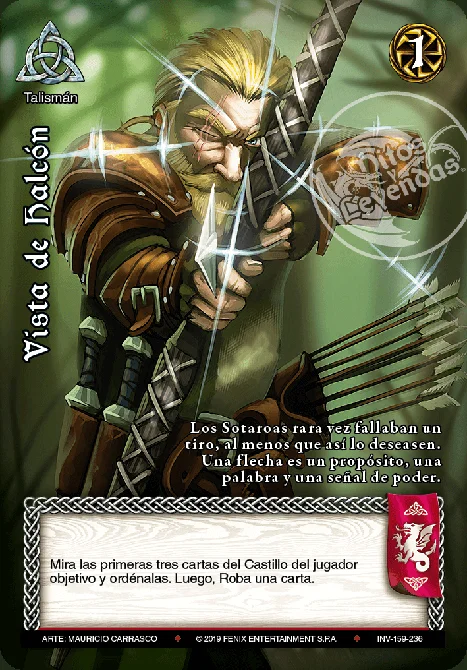 1
Talismán
Mitos
y
Leyendas
Vista de Halcón
Los Sotaroas rara vez fallaban un
tiro, al menos que así lo deseasen.
Una flecha es un propósito, una
palabra y una señal de poder.
Mira las primeras tres cartas del Castillo del jugador
objetivo y ordénalas. Luego, Roba una carta.
ARTE: MAURICIO CARRASCO ♦ © 2019 FENIX ENTERTAINMENT S.P.A. ♦ INV-159-236